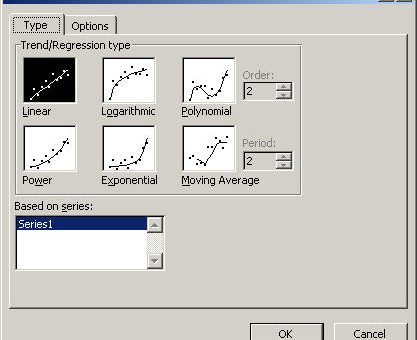 Type Options
Trend/Regression type
Linear Logarithmic Polynomial
Order:
2
Power Exponential Moving Average
Period:
2
Based on series:
Series1
OK Cancel